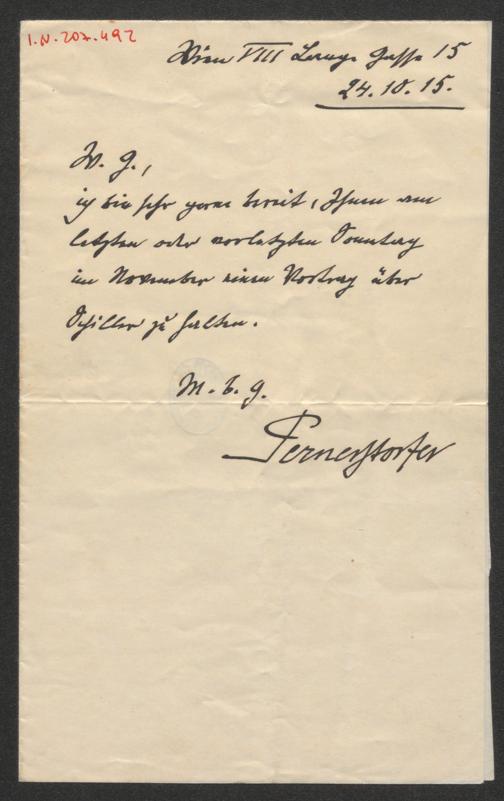 I.N. 207.492
Wien VIII Lange Gasse 15
24.10.15.
W. G.,
ich bin sehr gerne bereit, Ihnen am
letzten oder vorletzten Sonntag
im November einen Vortrag über
Schiller zu halten.
M. b. G.
Pernerstorfer